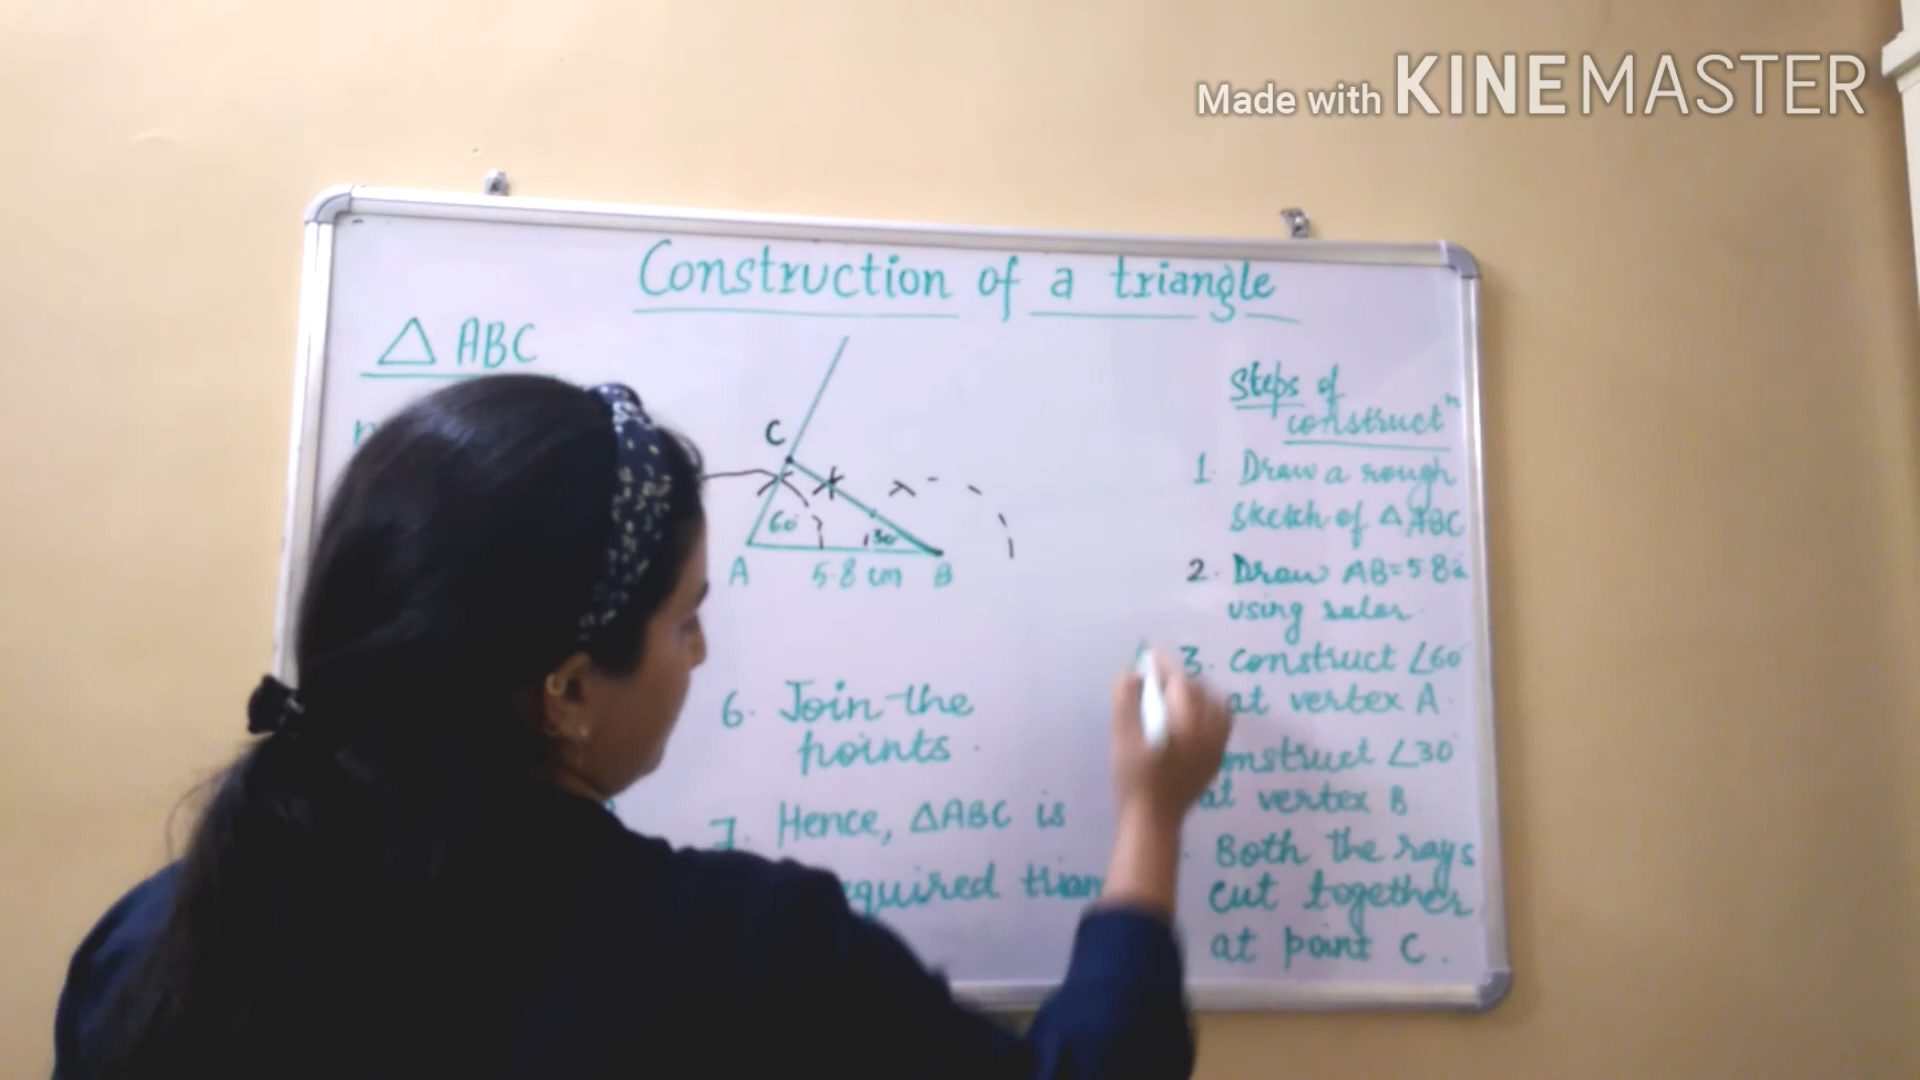 Made with KINEMASTER
Construction of a triangle
△ ABC
C
60°
30°
A 5.8 cm B
Steps of
constructⁿ
1. Draw a rough
sketch of △ABC
2. Draw AB=5.8
using ruler.
3. Construct ∠60°
at vertex A.
∠30°
at vertex B.
Both the rays
cut together
at point C.
6. Join the
points.
7. Hence, △ABC is